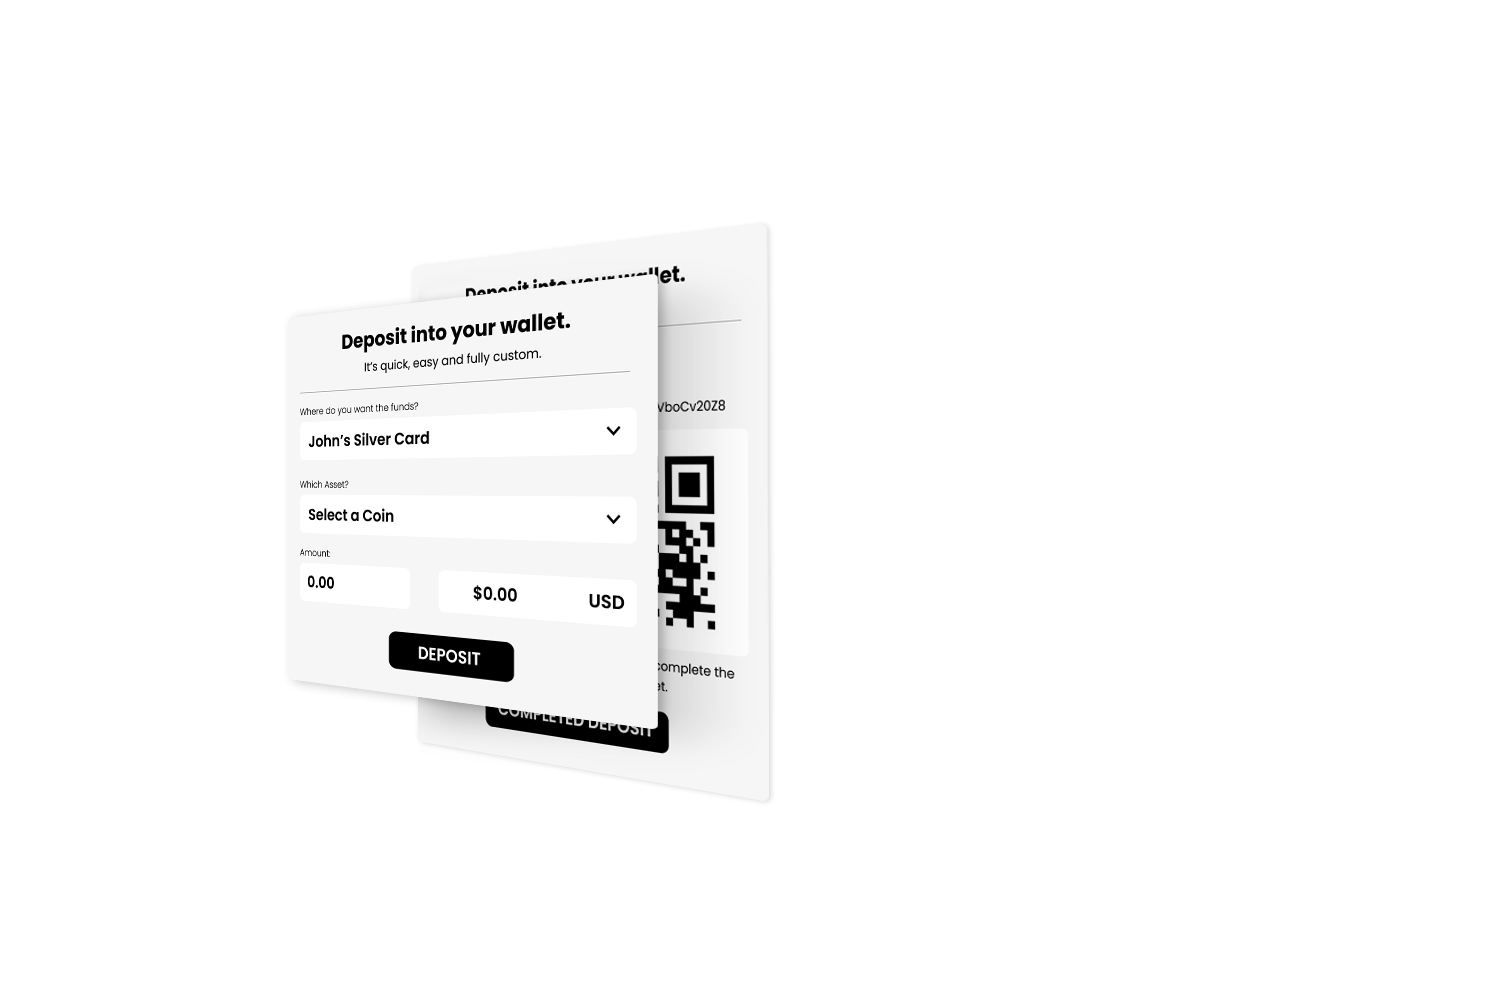 Deposit into your wallet.
Deposit into your wallet.
It's quick, easy and fully custom.
Where do you want the funds?
John's Silver Card
Which Asset?
Select a Coin
Amount:
0.00
$0.00
USD
DEPOSIT
VboCv20Z8
complete the
COMPLETED DEPOSIT